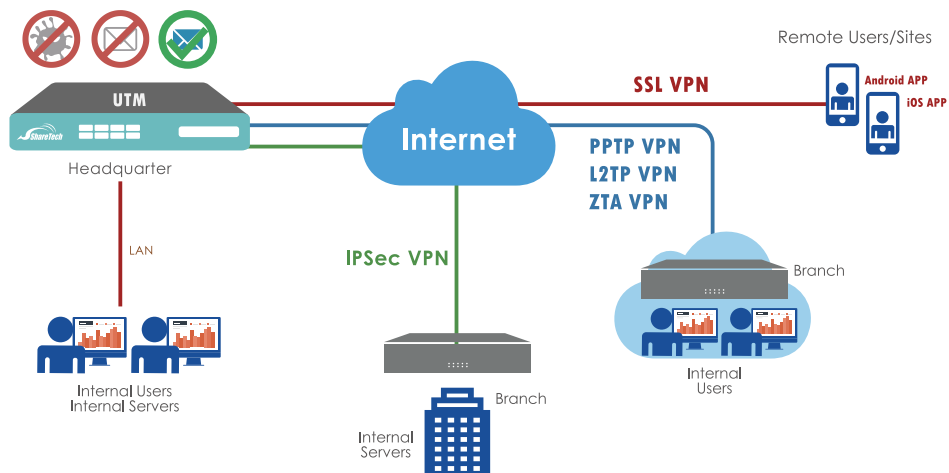 Remote Users/Sites
UTM
ShareTech
Headquarter
LAN
Internal Users
Internal Servers
Internet
SSL VPN
Android APP
iOS APP
PPTP VPN
L2TP VPN
ZTA VPN
IPSec VPN
Branch
Internal
Users
Branch
Internal
Servers